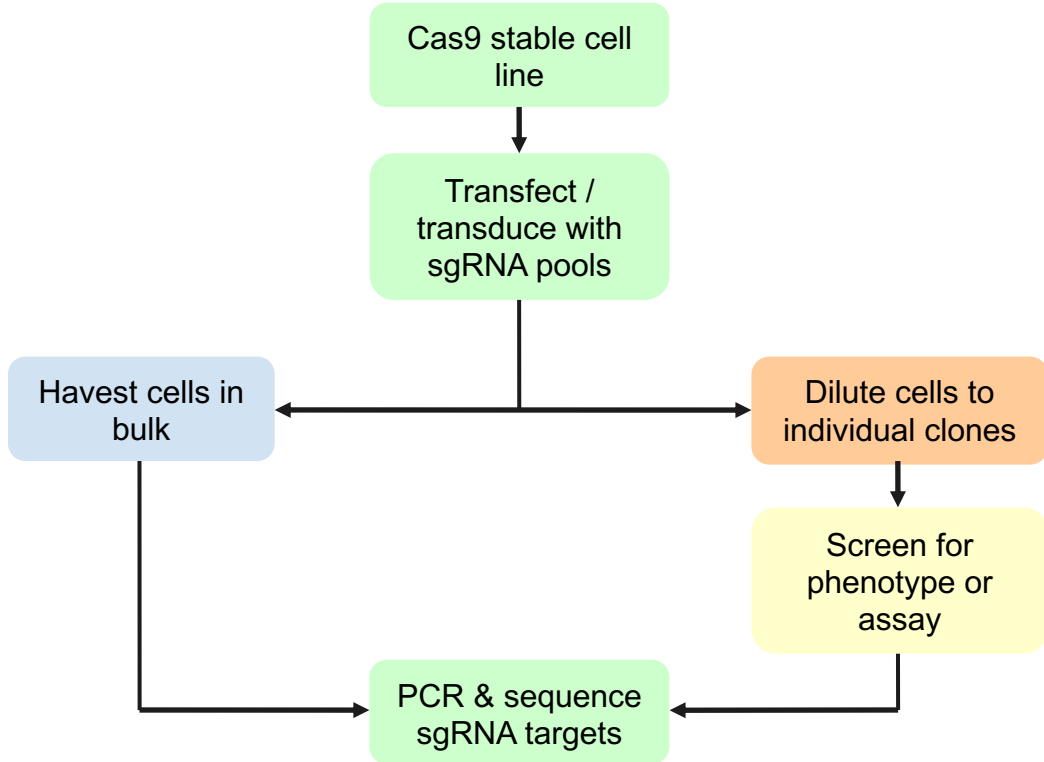 Cas9 stable cell
line
Transfect /
transduce with
sgRNA pools
Havest cells in
bulk
Dilute cells to
individual clones
Screen for
phenotype or
assay
PCR & sequence
sgRNA targets